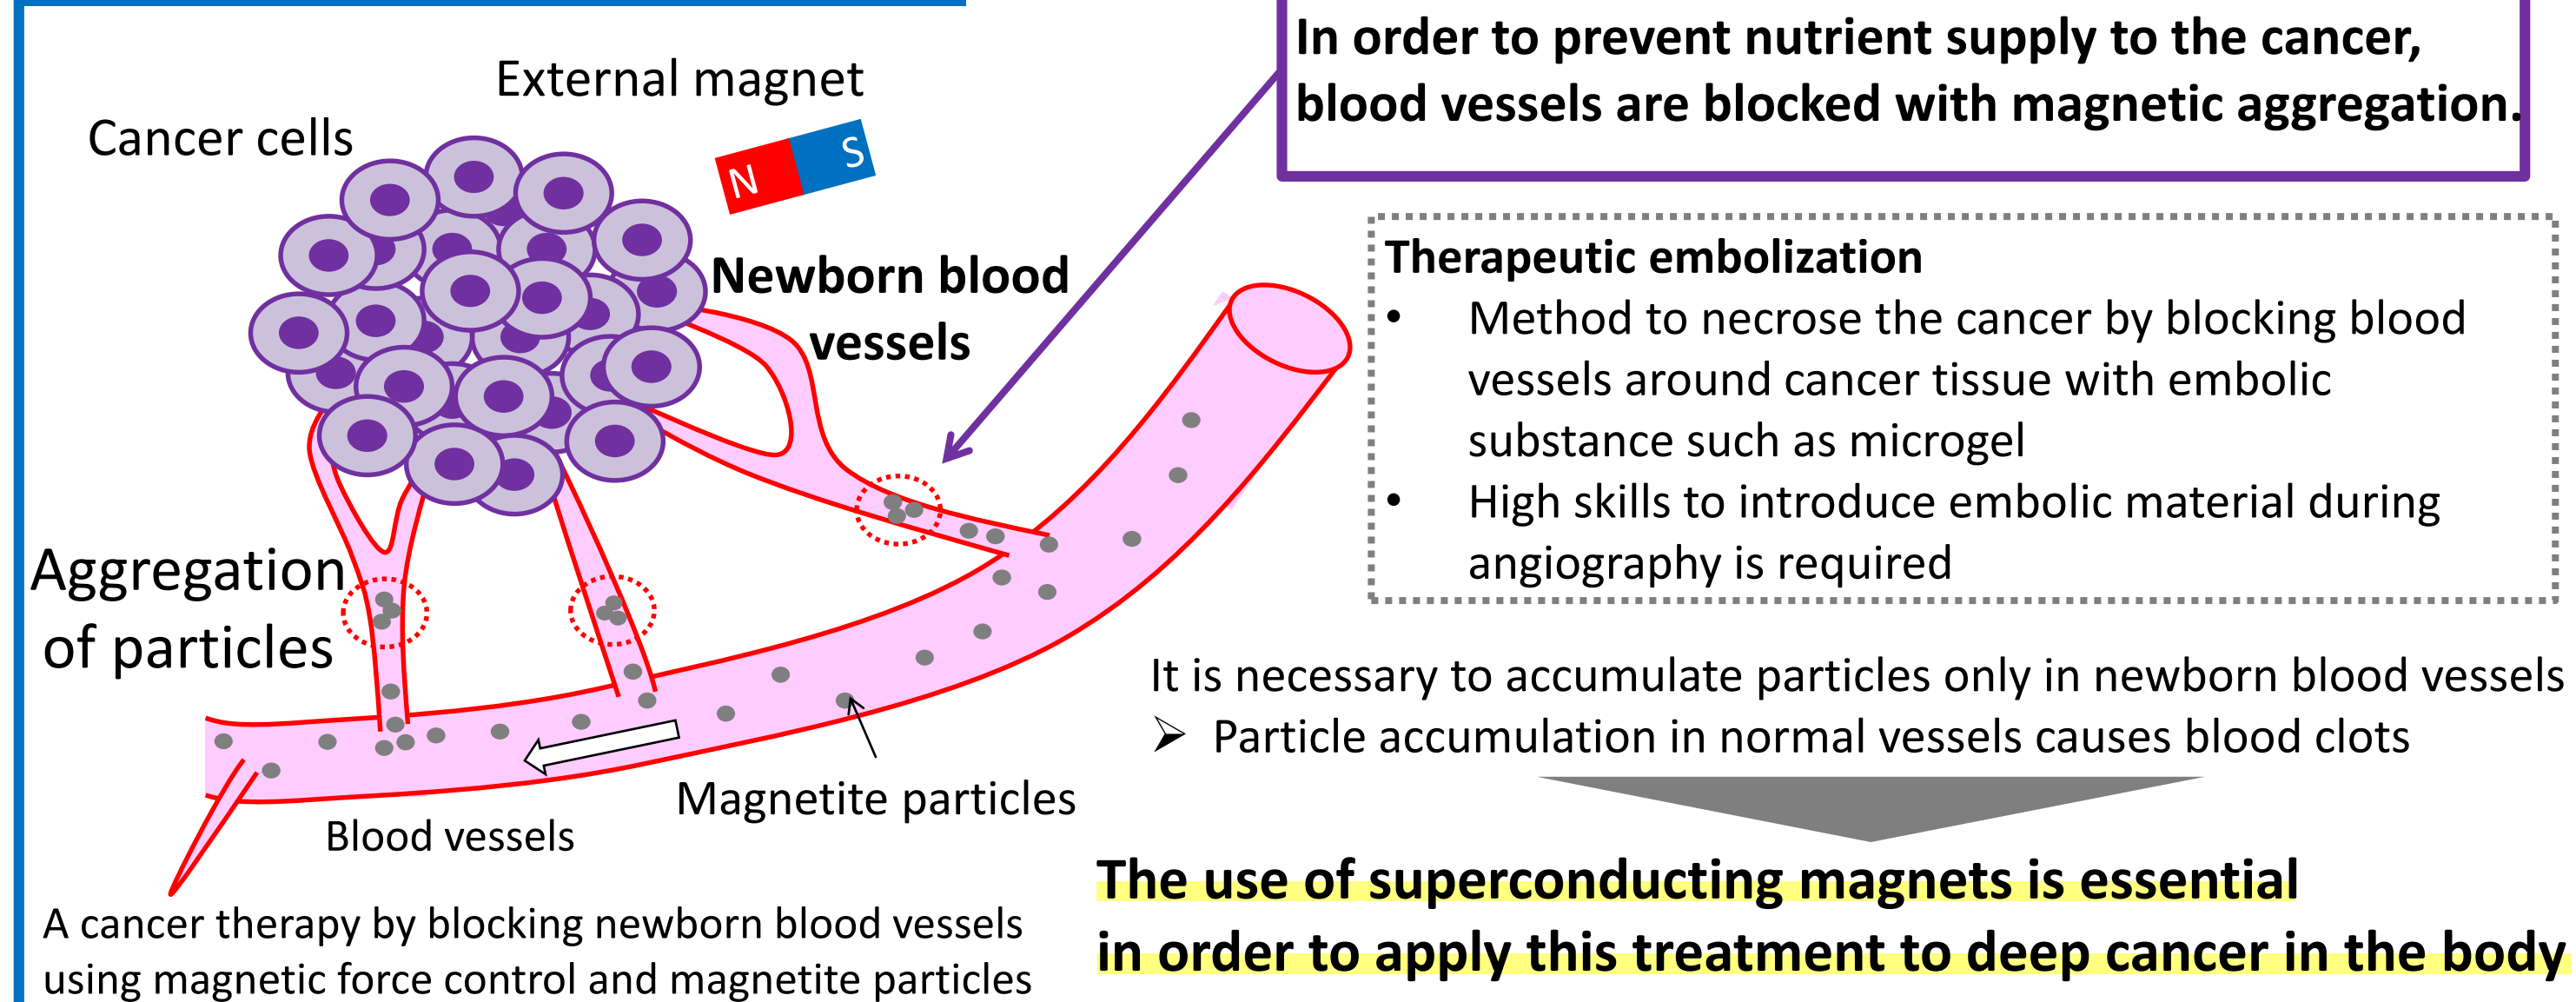 External magnet
Cancer cells
N S
Newborn blood
vessels
Aggregation
of particles
Magnetite particles
Blood vessels
A cancer therapy by blocking newborn blood vessels
using magnetic force control and magnetite particles
In order to prevent nutrient supply to the cancer,
blood vessels are blocked with magnetic aggregation.
Therapeutic embolization
• Method to necrose the cancer by blocking blood
vessels around cancer tissue with embolic
substance such as microgel
• High skills to introduce embolic material during
angiography is required
It is necessary to accumulate particles only in newborn blood vessels
➢ Particle accumulation in normal vessels causes blood clots
The use of superconducting magnets is essential
in order to apply this treatment to deep cancer in the body